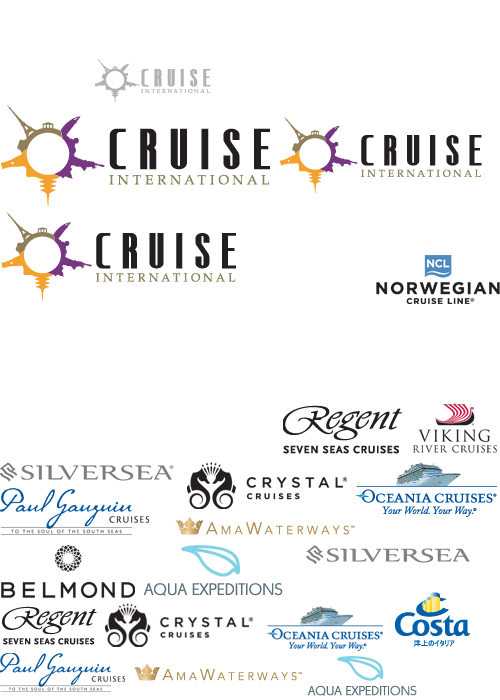 CRUISE
INTERNATIONAL
CRUISE
INTERNATIONAL
CRUISE
INTERNATIONAL
CRUISE
INTERNATIONAL
NCL
NORWEGIAN
CRUISE LINE®
Regent
SEVEN SEAS CRUISES
VIKING
RIVER CRUISES
SILVERSEA®
CRYSTAL®
CRUISES
OCEANIA CRUISES®
Your World. Your Way.®
Paul Gauguin
CRUISES
TO THE SOUL OF THE SOUTH SEAS
AMAWATERWAYS™
BELMOND
AQUA EXPEDITIONS
SILVERSEA
Regent
SEVEN SEAS CRUISES
CRYSTAL®
CRUISES
OCEANIA CRUISES®
Your World. Your Way.®
Costa
洋上のイタリア
Paul Gauguin
CRUISES
TO THE SOUL OF THE SOUTH SEAS
AMAWATERWAYS™
AQUA EXPEDITIONS